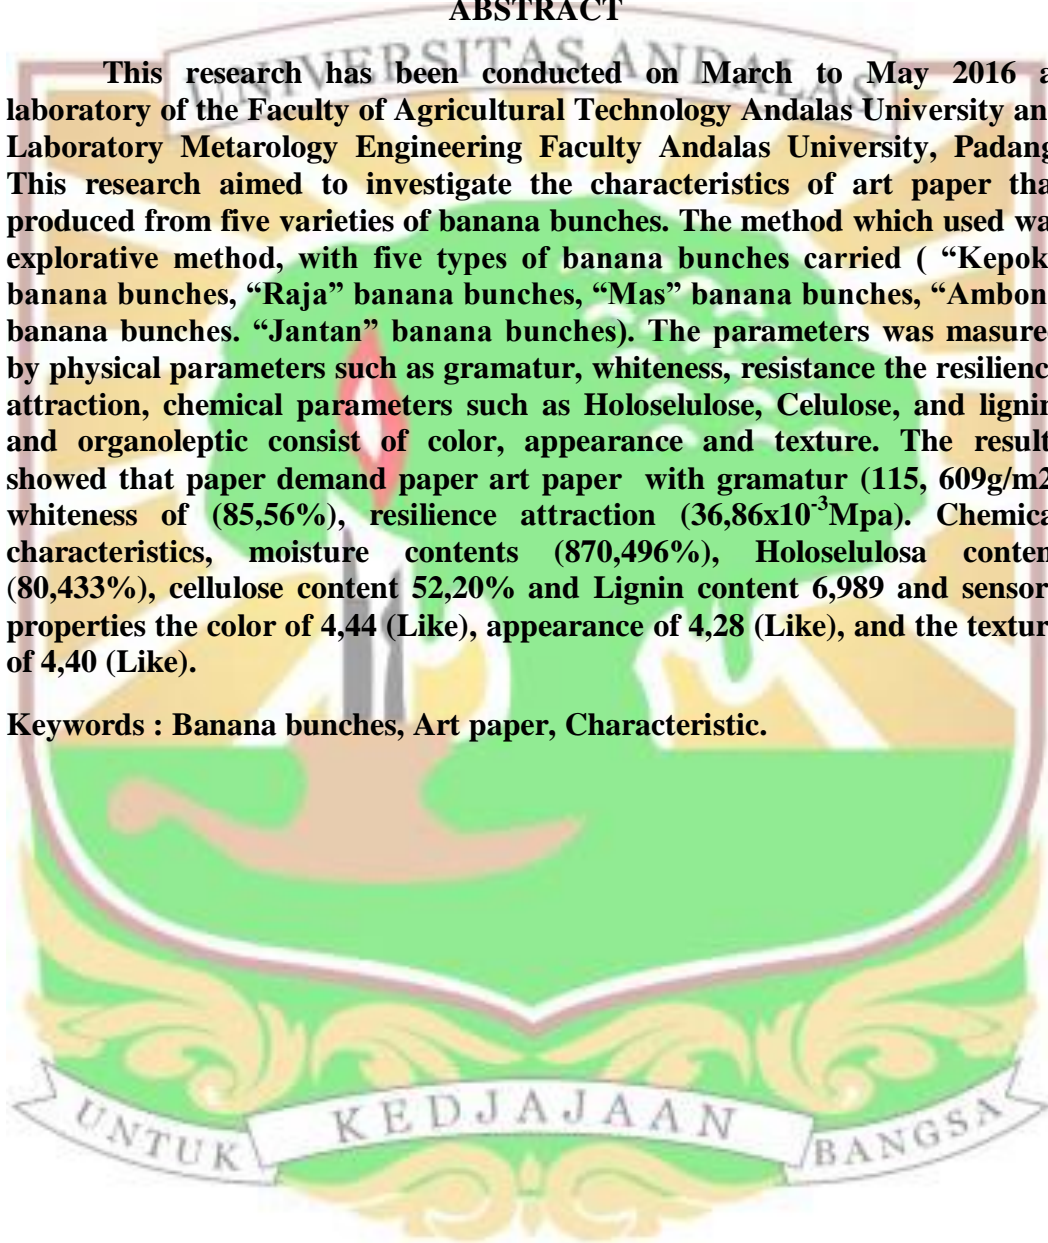 ABSTRACT
UNIVERSITAS ANDALAS
This research has been conducted on March to May 2016 a
laboratory of the Faculty of Agricultural Technology Andalas University an
Laboratory Metarology Engineering Faculty Andalas University, Padang
This research aimed to investigate the characteristics of art paper tha
produced from five varieties of banana bunches. The method which used wa
explorative method, with five types of banana bunches carried ( “Kepok
banana bunches, “Raja” banana bunches, “Mas” banana bunches, “Ambon
banana bunches. “Jantan” banana bunches). The parameters was masure
by physical parameters such as gramatur, whiteness, resistance the resilienc
attraction, chemical parameters such as Holoselulose, Celulose, and lignin
and organoleptic consist of color, appearance and texture. The result
showed that paper demand paper art paper with gramatur (115, 609g/m2
whiteness of (85,56%), resilience attraction (36,86x10⁻³Mpa). Chemica
characteristics, moisture contents (870,496%), Holoselulosa conten
(80,433%), cellulose content 52,20% and Lignin content 6,989 and sensor
properties the color of 4,44 (Like), appearance of 4,28 (Like), and the textur
of 4,40 (Like).
Keywords : Banana bunches, Art paper, Characteristic.
UNTUK KEDJAJAAN BANGSA